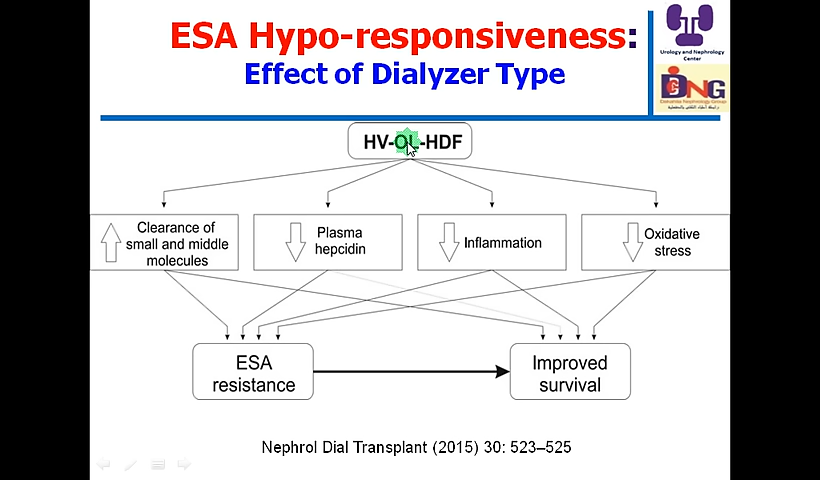 ESA Hypo-responsiveness:
Effect of Dialyzer Type
Urology and Nephrology
Center
DNG
HV-OL-HDF
Clearance of
small and middle
molecules
Plasma
hepcidin
Inflammation
Oxidative
stress
ESA
resistance
Improved
survival
Nephrol Dial Transplant (2015) 30: 523–525